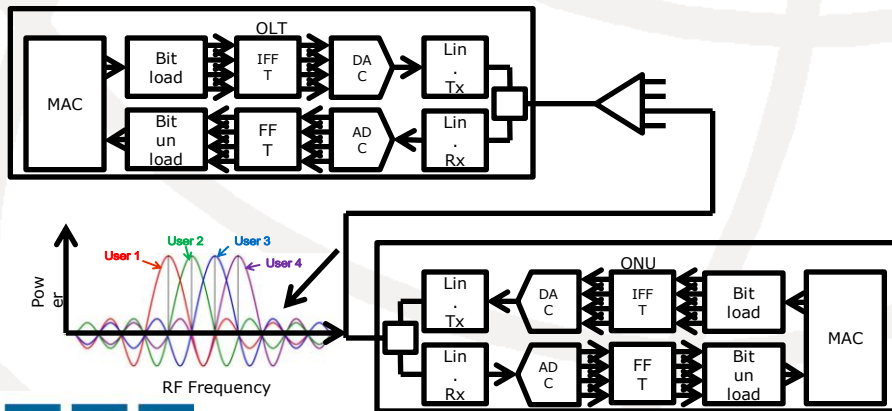 OLT
MAC
Bit
load
IFF
T
DA
C
Lin
.
Tx
Bit
un
load
FF
T
AD
C
Lin
.
Rx
User 1
User 2
User 3
User 4
Pow
er
RF Frequency
ONU
Lin
.
Tx
DA
C
IFF
T
Bit
load
MAC
Lin
.
Rx
AD
C
FF
T
Bit
un
load